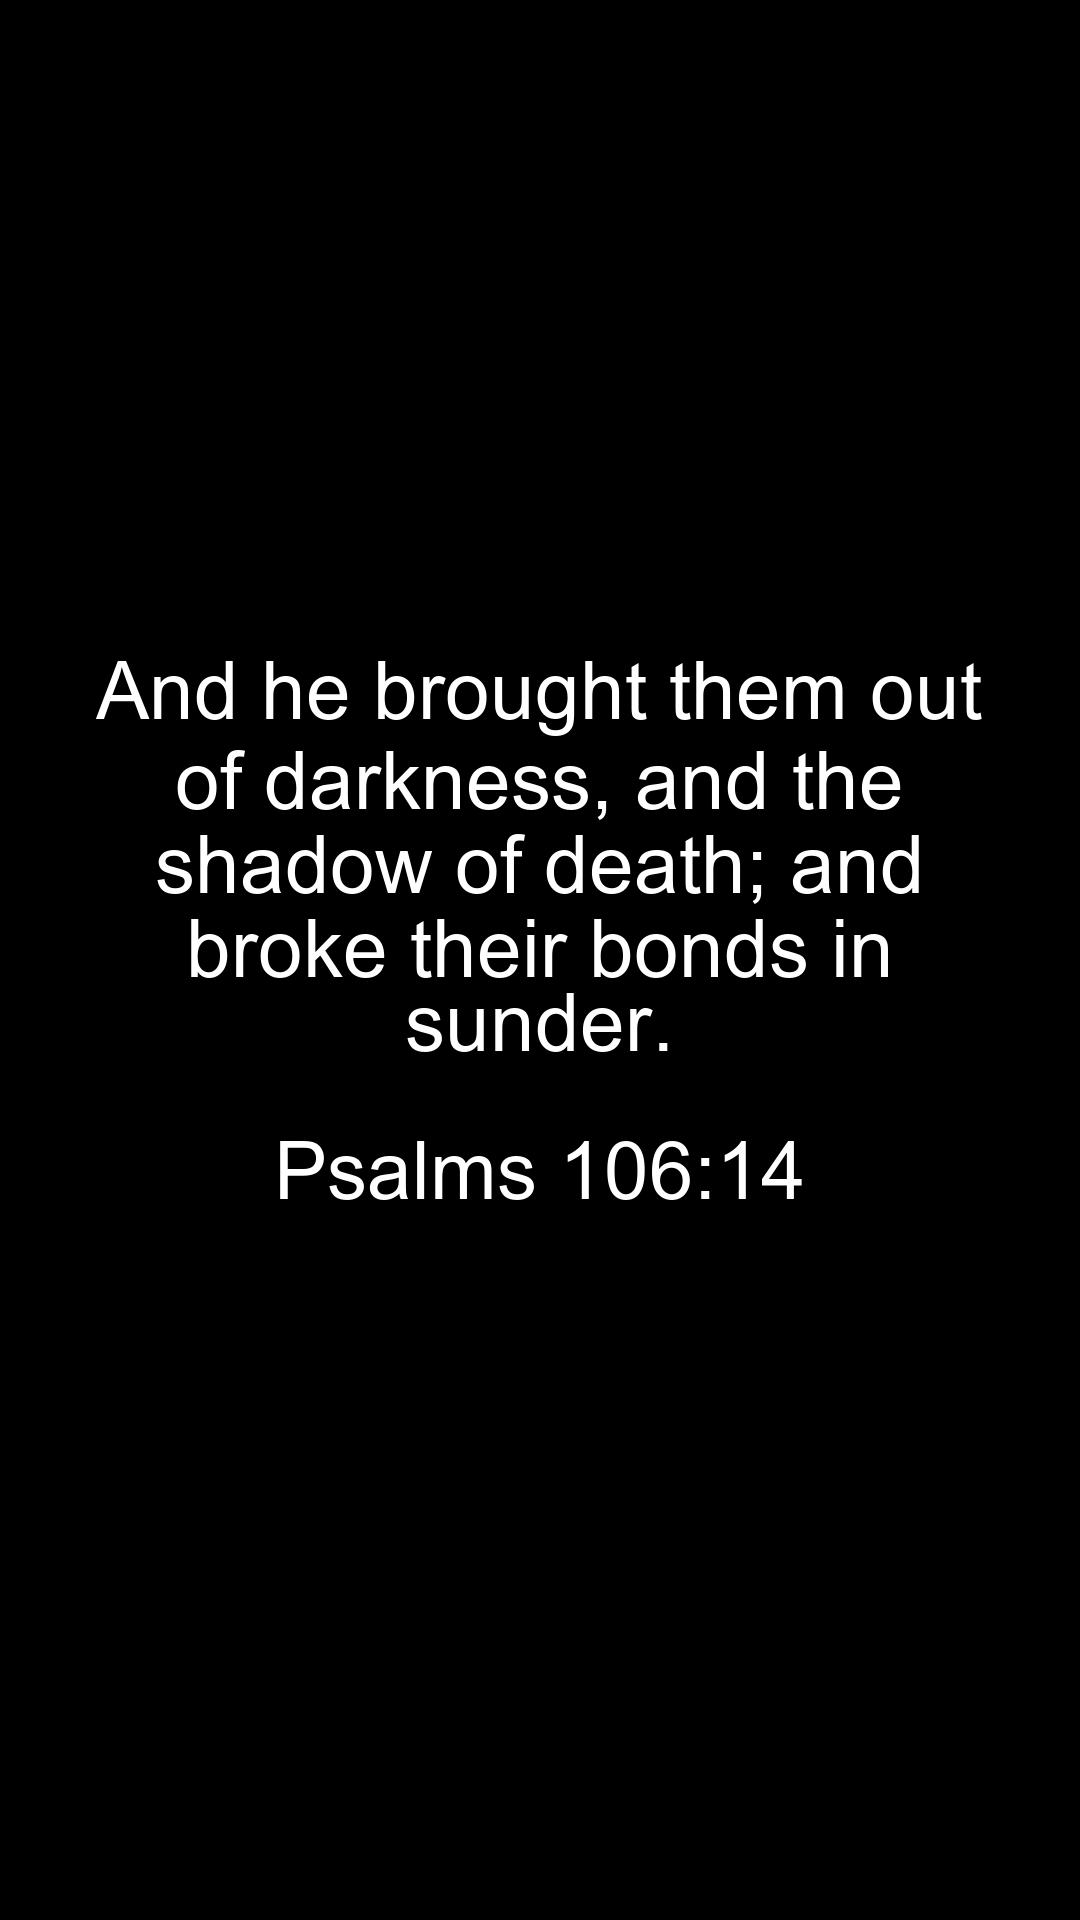 And he brought them out
of darkness, and the
shadow of death; and
broke their bonds in
sunder.
Psalms 106:14